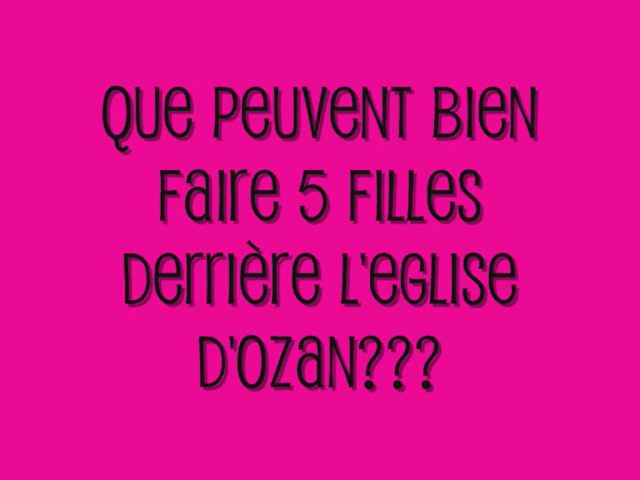 Que peuvent bien
faire 5 filles
derrière l'eglise
d'Ozan???